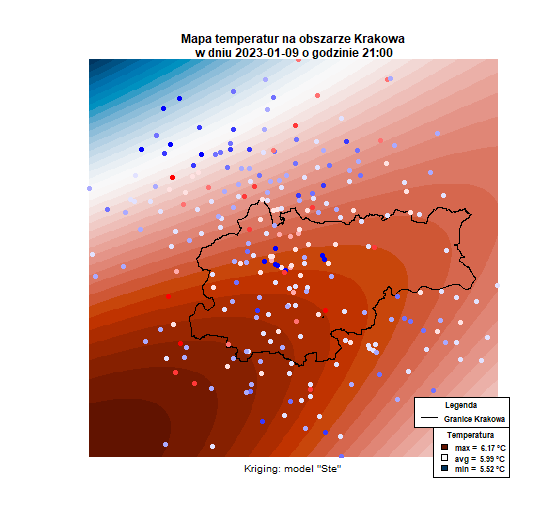 Mapa temperatur na obszarze Krakowa
w dniu 2023-01-09 o godzinie 21:00
Legenda
Granice Krakowa
Temperatura
max = 6.17 °C
avg = 5.99 °C
min = 5.52 °C
Kriging: model "Ste"